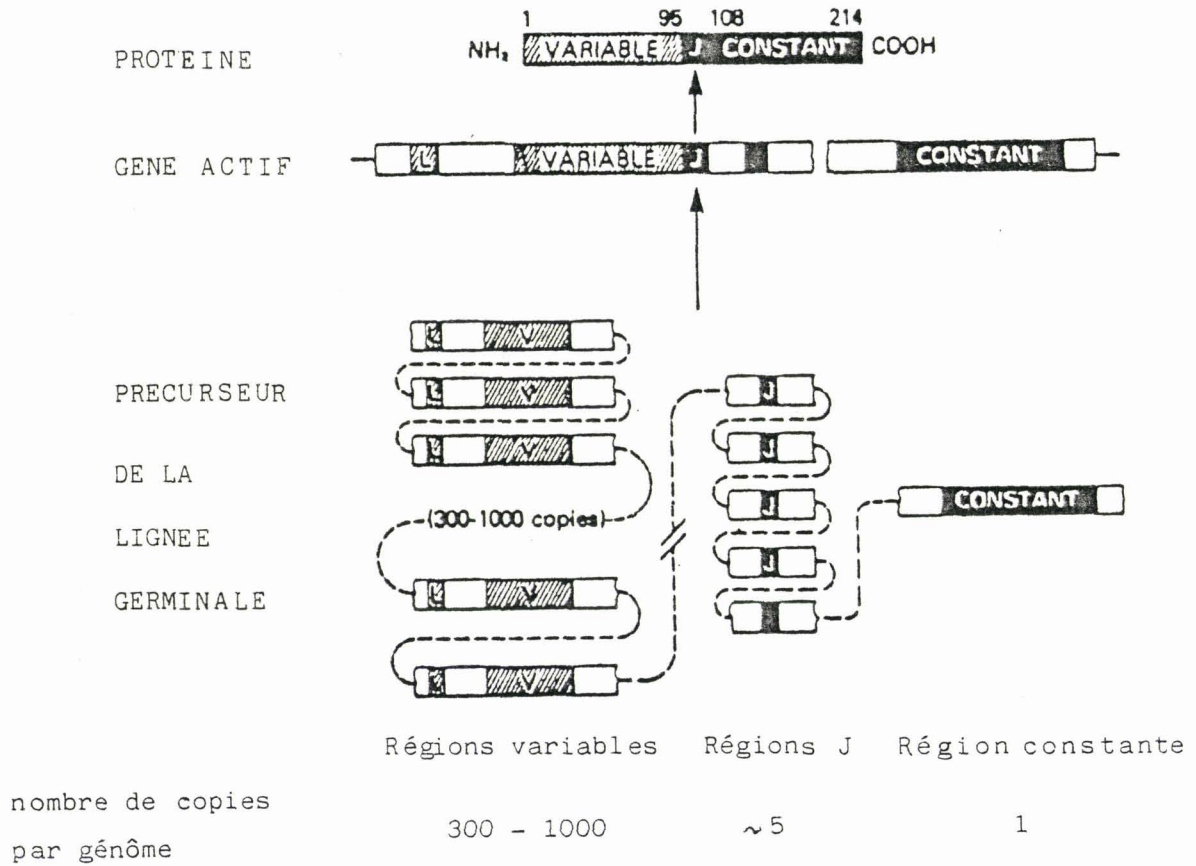 1 95 108 214
PROTEINE NH₂ VARIABLE J CONSTANT COOH
GENE ACTIF L VARIABLE J CONSTANT
L V
PRECURSEUR L V J
L V J
DE LA J CONSTANT
(300-1000 copies)
LIGNEE J
GERMINALE L V
L V
Régions variables Régions J Région constante
nombre de copies
par génôme 300 - 1000 ~5 1